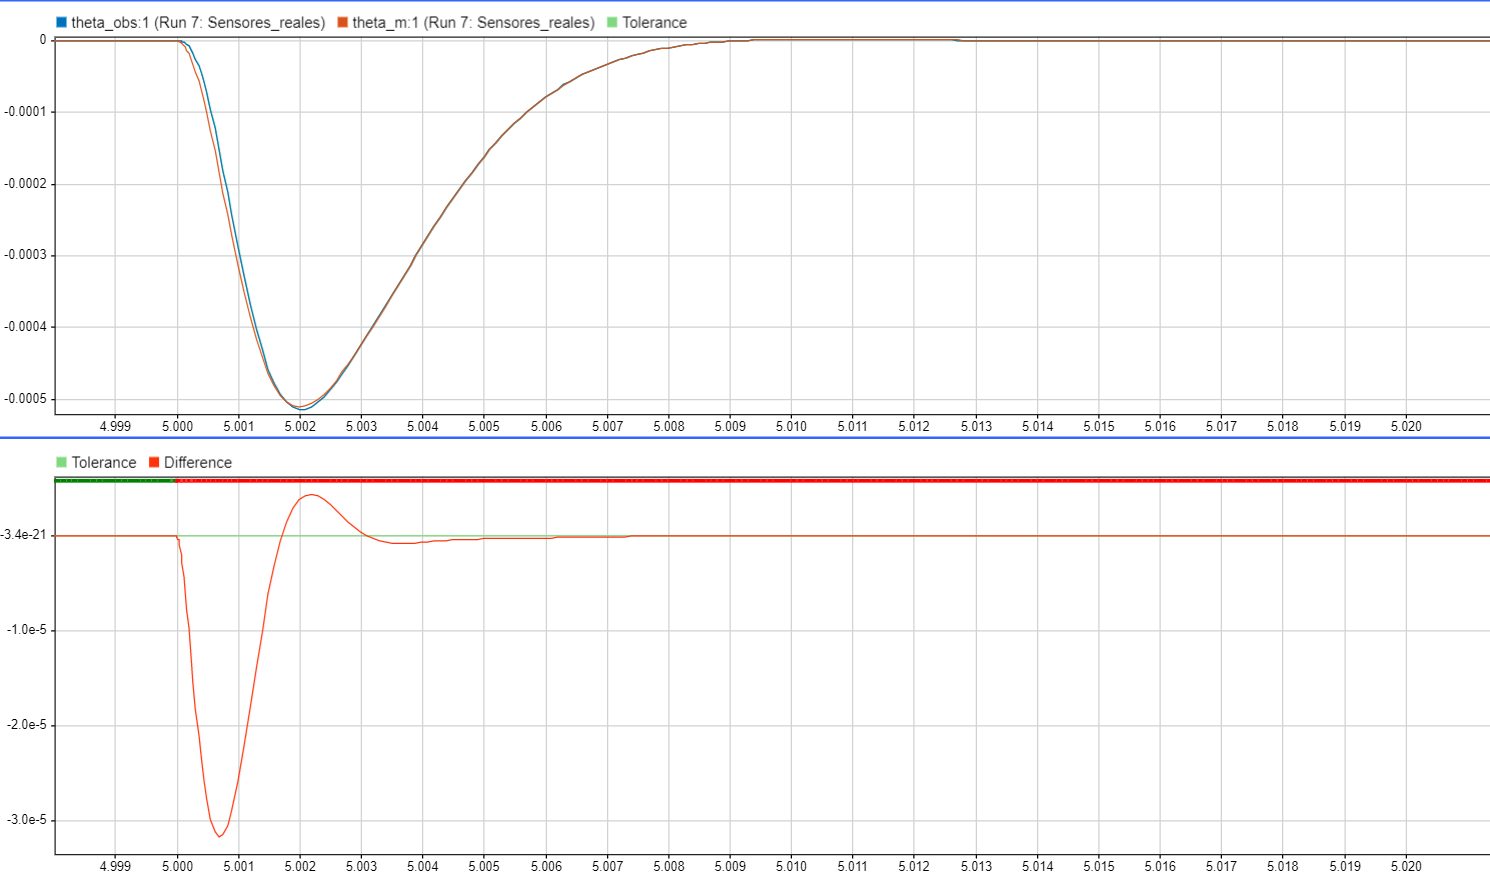 theta_obs:1 (Run 7: Sensores_reales) theta_m:1 (Run 7: Sensores_reales) Tolerance
0
-0.0001
-0.0002
-0.0003
-0.0004
-0.0005
4.999 5.000 5.001 5.002 5.003 5.004 5.005 5.006 5.007 5.008 5.009 5.010 5.011 5.012 5.013 5.014 5.015 5.016 5.017 5.018 5.019 5.020
Tolerance Difference
-3.4e-21
-1.0e-5
-2.0e-5
-3.0e-5
4.999 5.000 5.001 5.002 5.003 5.004 5.005 5.006 5.007 5.008 5.009 5.010 5.011 5.012 5.013 5.014 5.015 5.016 5.017 5.018 5.019 5.020